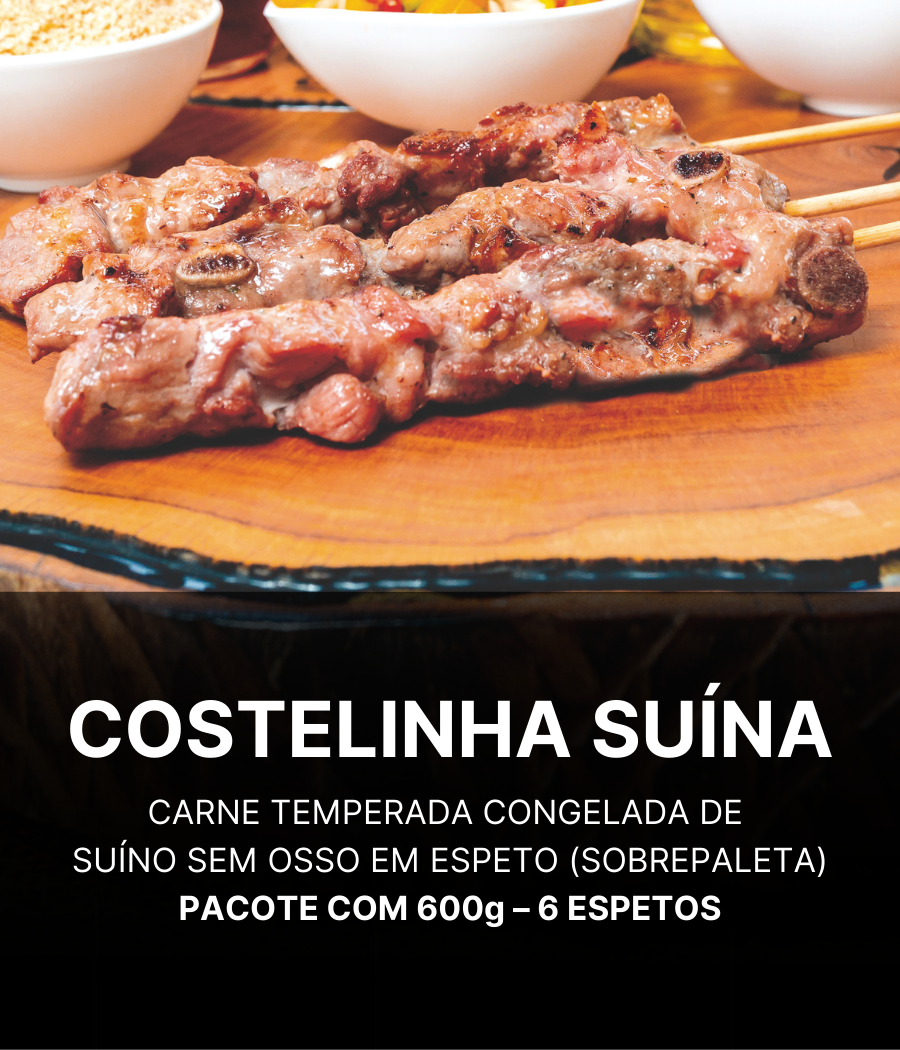 COSTELINHA SUÍNA
CARNE TEMPERADA CONGELADA DE
SUÍNO SEM OSSO EM ESPETO (SOBREPALETA)
PACOTE COM 600g – 6 ESPETOS